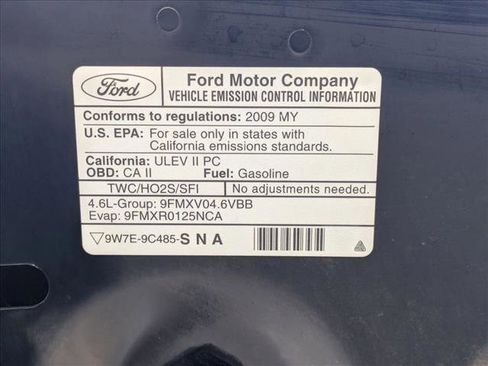 Ford
Ford Motor Company
VEHICLE EMISSION CONTROL INFORMATION
Conforms to regulations: 2009 MY
U.S. EPA: For sale only in states with
California emissions standards.
California: ULEV II PC
OBD: CA II Fuel: Gasoline
TWC/HO2S/SFI No adjustments needed.
4.6L-Group: 9FMXV04.6VBB
Evap: 9FMXR0125NCA
9W7E-9C485-S N A